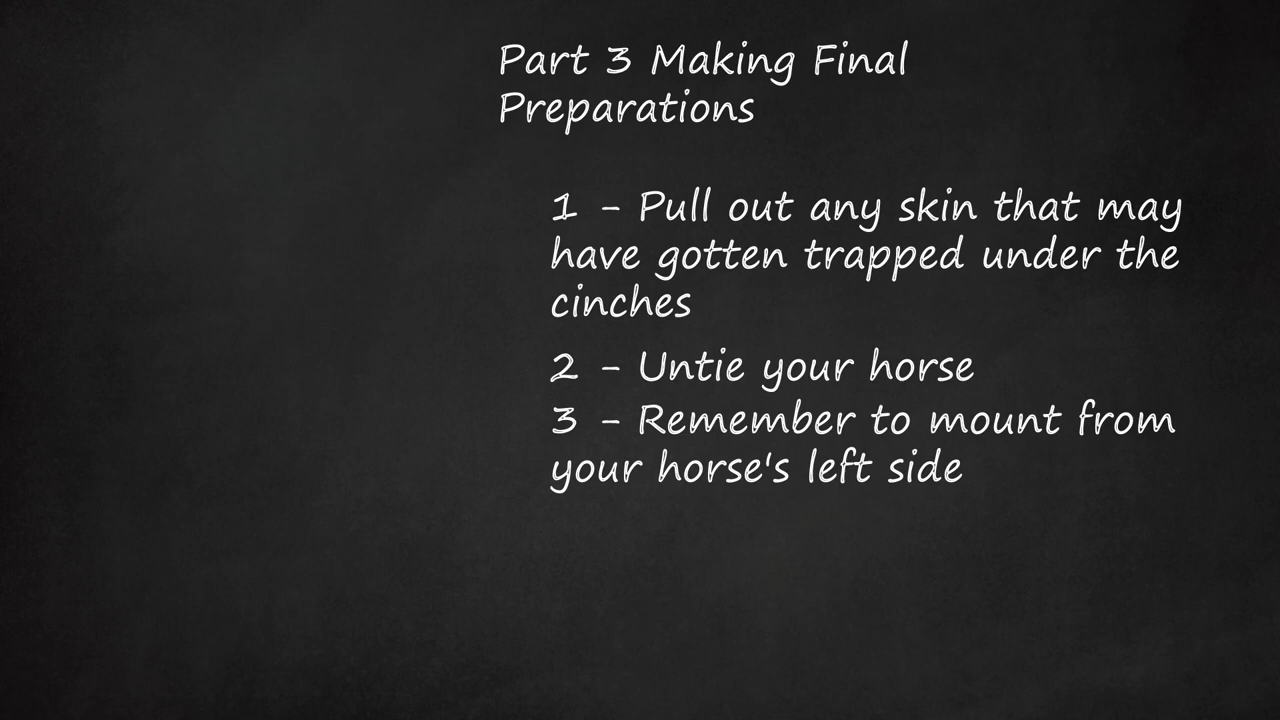 Part 3 Making Final
Preparations
1 - Pull out any skin that may
have gotten trapped under the
cinches
2 - Untie your horse
3 - Remember to mount from
your horse's left side